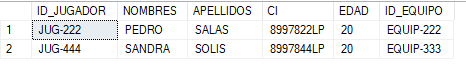 ID_JUGADOR NOMBRES APELLIDOS CI EDAD ID_EQUIPO
1 JUG-222 PEDRO SALAS 8997822LP 20 EQUIP-222
2 JUG-444 SANDRA SOLIS 8997844LP 20 EQUIP-333